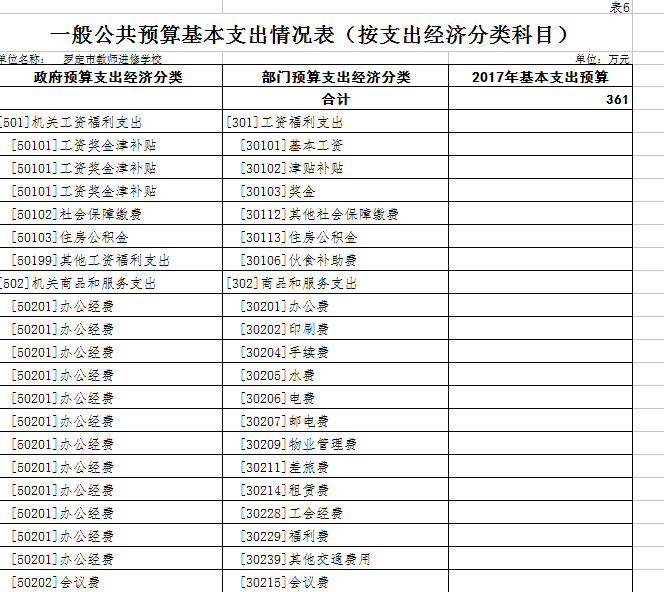 表6
一般公共预算基本支出情况表（按支出经济分类科目）
单位名称： 罗定市教师进修学校 单位：万元
政府预算支出经济分类 部门预算支出经济分类 2017年基本支出预算
合计 361
[501]机关工资福利支出 [301]工资福利支出
[50101]工资奖金津补贴 [30101]基本工资
[50101]工资奖金津补贴 [30102]津贴补贴
[50101]工资奖金津补贴 [30103]奖金
[50102]社会保障缴费 [30112]其他社会保障缴费
[50103]住房公积金 [30113]住房公积金
[50199]其他工资福利支出 [30106]伙食补助费
[502]机关商品和服务支出 [302]商品和服务支出
[50201]办公经费 [30201]办公费
[50201]办公经费 [30202]印刷费
[50201]办公经费 [30204]手续费
[50201]办公经费 [30205]水费
[50201]办公经费 [30206]电费
[50201]办公经费 [30207]邮电费
[50201]办公经费 [30209]物业管理费
[50201]办公经费 [30211]差旅费
[50201]办公经费 [30214]租赁费
[50201]办公经费 [30228]工会经费
[50201]办公经费 [30229]福利费
[50201]办公经费 [30239]其他交通费用
[50202]会议费 [30215]会议费